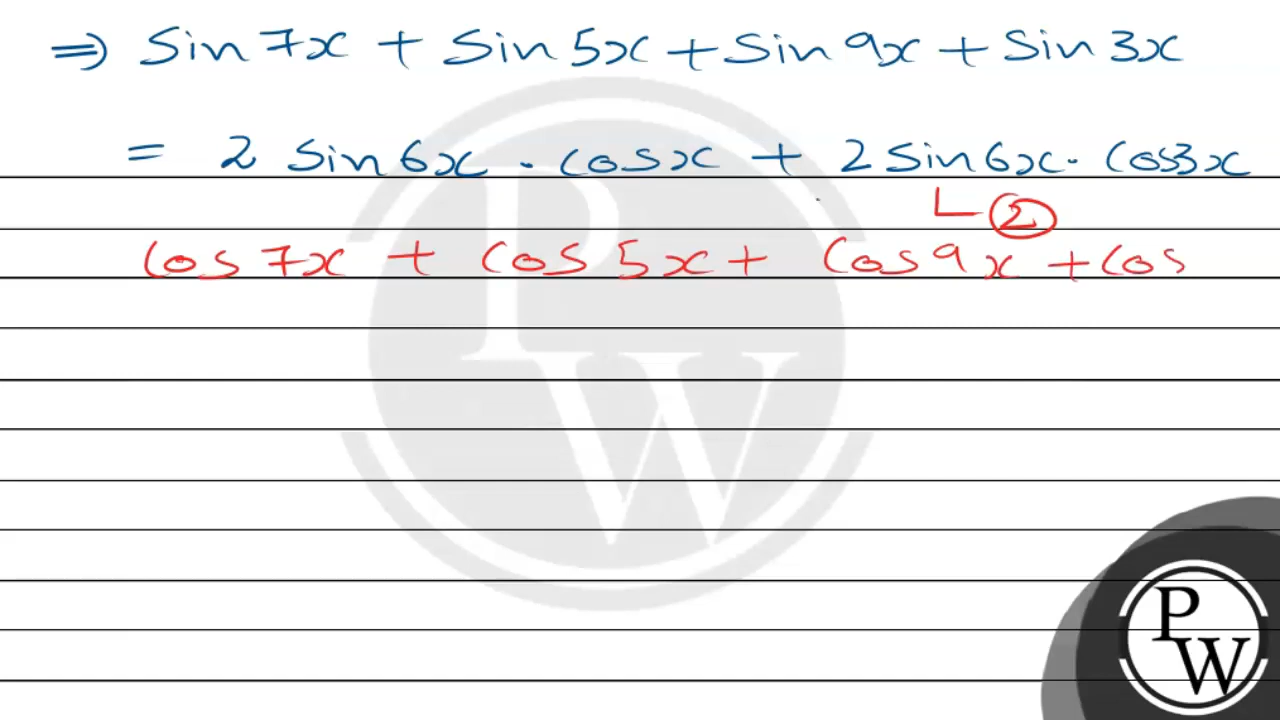 ⇒ Sin 7x + Sin 5x + Sin 9x + Sin 3x
= 2 Sin 6x · Cos x + 2 Sin 6x · Cos 3x
②
Cos 7x + Cos 5x + Cos 9x + Cos
P
W
P
W